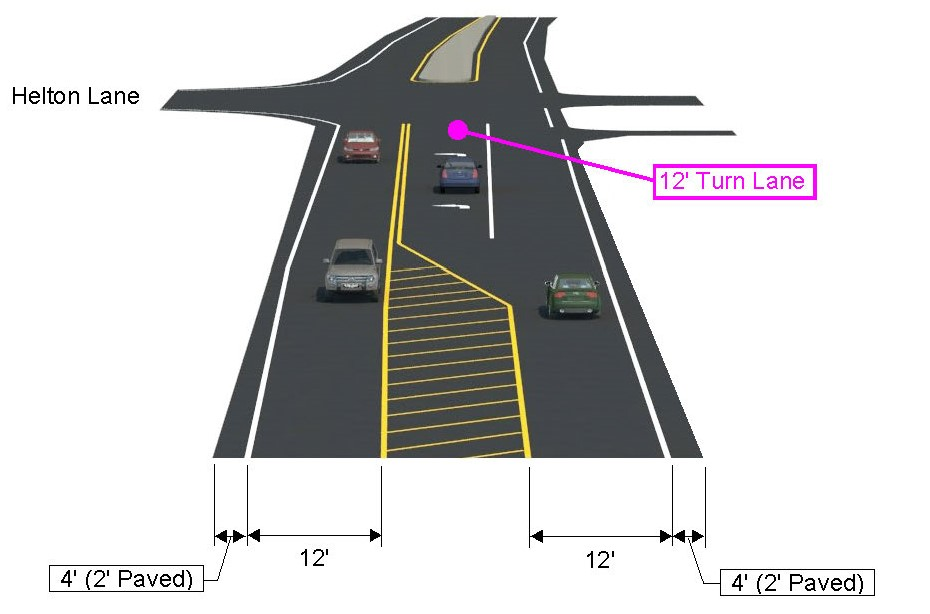 Helton Lane
12' Turn Lane
12'
12'
4' (2' Paved)
4' (2' Paved)